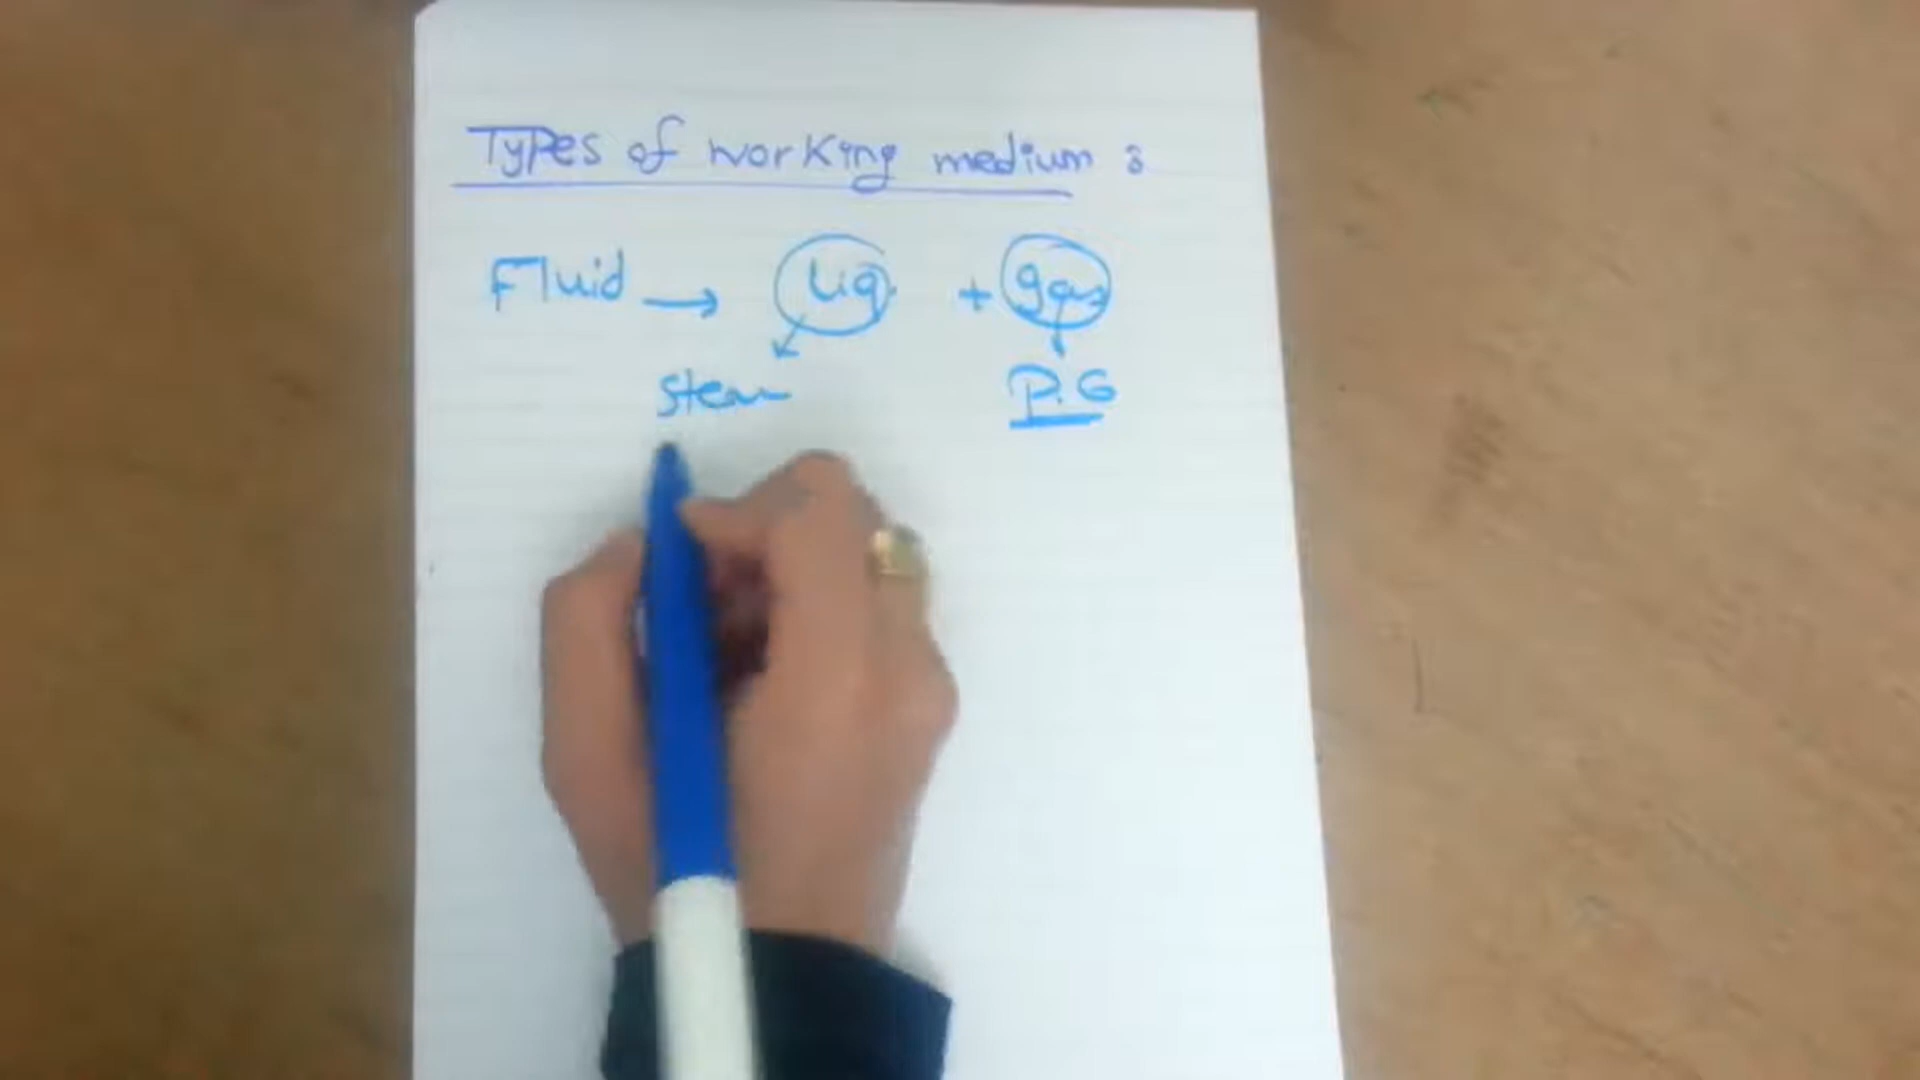 Types of working medium :
Fluid → Liq. + gas
steam P.G